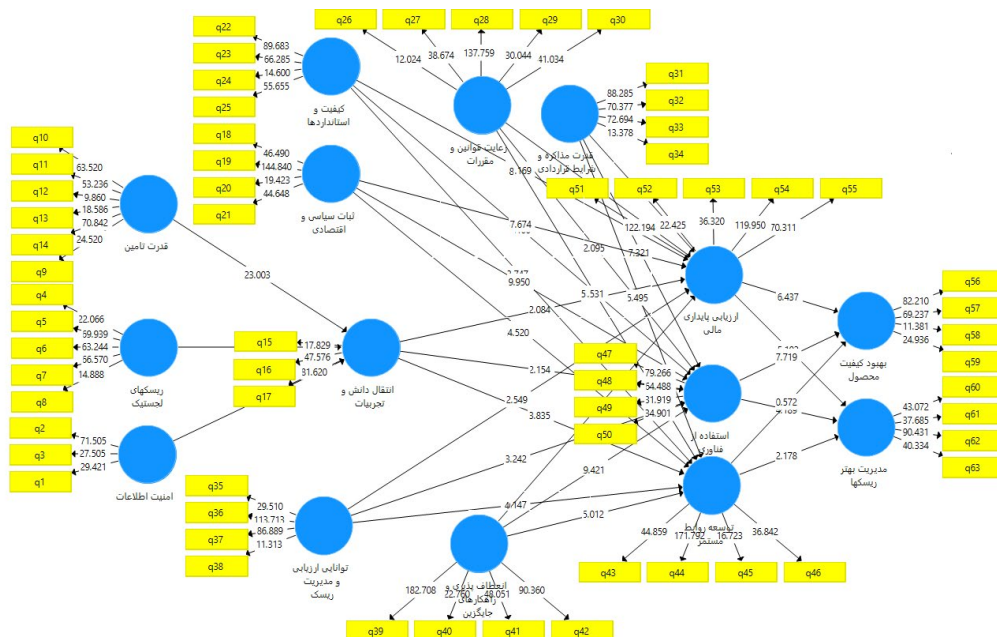 q26
q27
q28
q29
q30
q22
q23
q24
q25
89.683
66.285
14.600
55.655
12.024
38.674
137.759
30.044
41.034
کیفیت و
استانداردها
رعایت قوانین و
مقررات
q31
q32
q33
q34
88.285
70.377
72.694
13.378
قدرت مذاکره و
شرایط قراردادی
q18
q19
q20
q21
46.490
144.840
19.423
44.648
ثبات سیاسی و
اقتصادی
q10
q11
q12
q13
q14
q9
63.520
53.236
9.860
18.586
70.842
24.520
قدرت تامین
q51
q52
q53
q54
q55
122.194
22.425
36.320
119.950
70.311
ارزیابی پایداری
مالی
8.169
7.674
2.095
7.321
9.950
5.531
5.495
4.520
23.003
2.084
2.154
3.835
2.549
3.242
9.421
5.012
q4
q5
q6
q7
q8
22.066
59.939
63.244
56.570
14.888
ریسکهای
لجستیک
q15
q16
q17
17.829
47.576
31.620
انتقال دانش و
تجربیات
q47
q48
q49
q50
79.266
54.488
31.919
34.901
استفاده از
فناوری
6.437
7.719
0.572
2.178
q56
q57
q58
q59
82.210
69.237
11.381
24.936
بهبود کیفیت
محصول
q60
q61
q62
q63
43.072
37.685
90.431
40.334
مدیریت بهتر
ریسکها
q2
q3
q1
71.505
27.505
29.421
امنیت اطلاعات
q35
q36
q37
q38
29.510
113.713
86.889
11.313
توانایی ارزیابی
و مدیریت
ریسک
توسعه روابط
مستمر
44.859
171.792
16.723
36.842
q43
q44
q45
q46
انعطاف پذیری و
راهکارهای
جایگزین
182.708
22.760
48.051
90.360
q39
q40
q41
q42